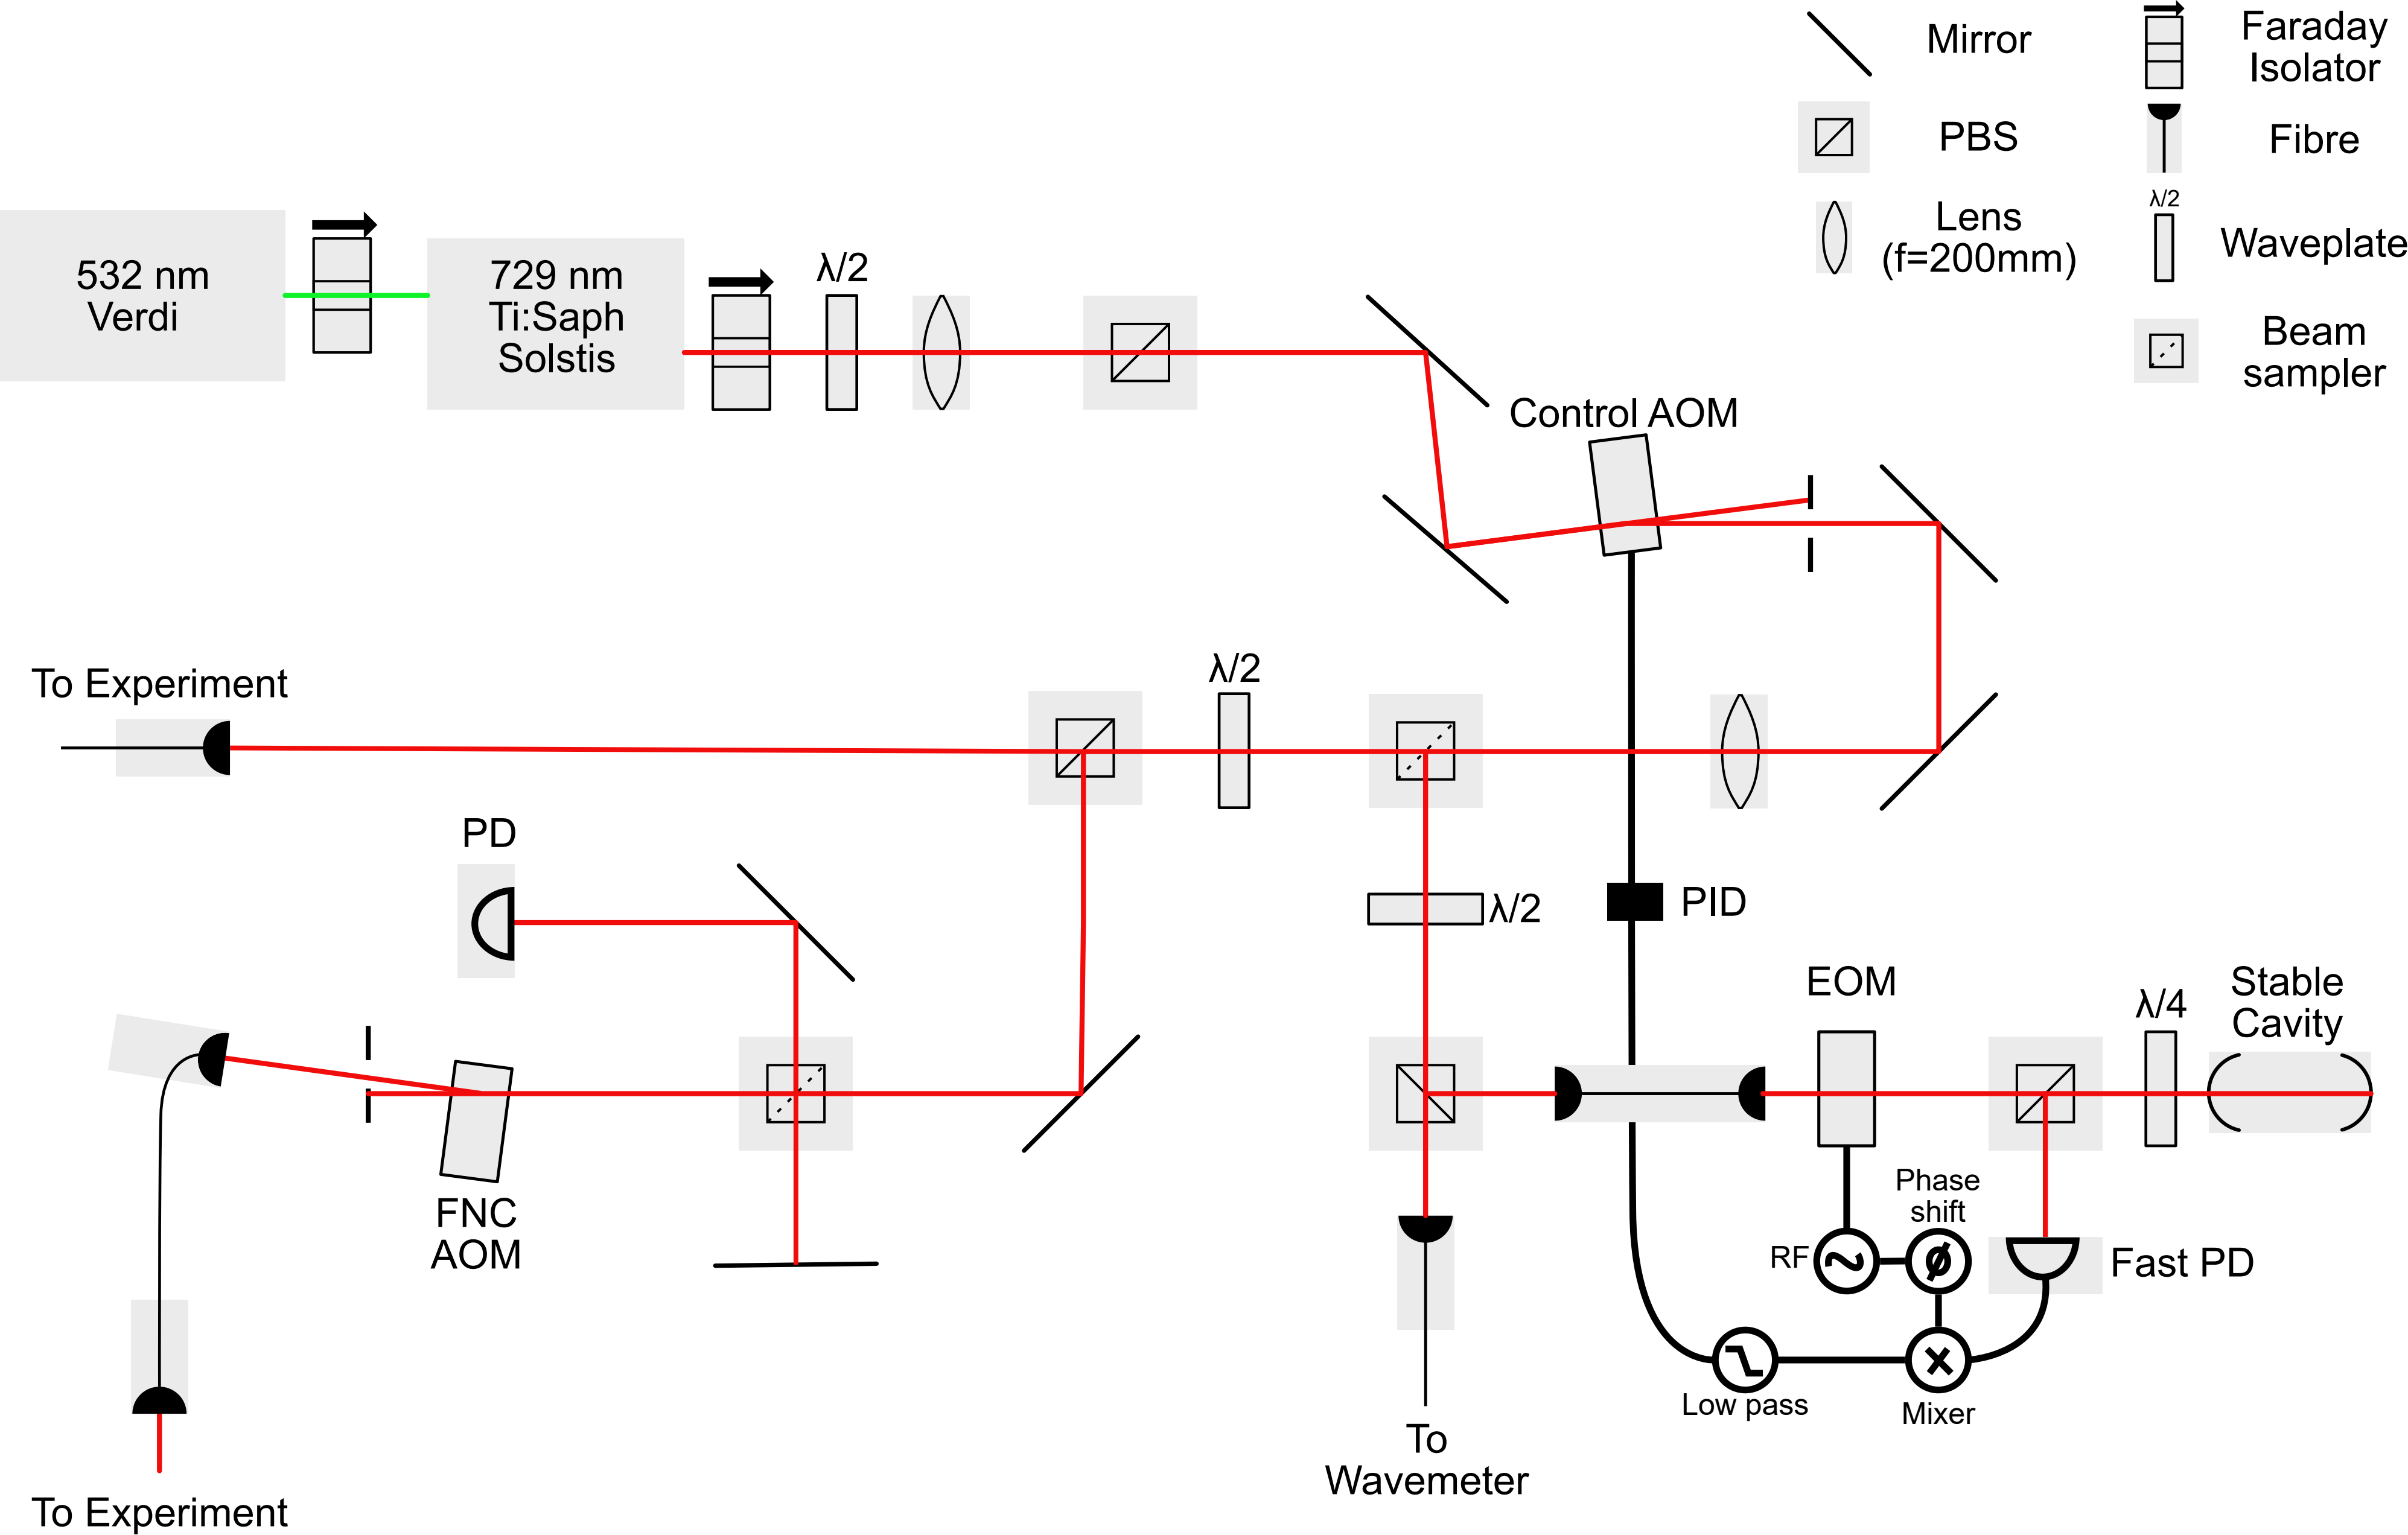 Mirror
PBS
Lens
(f=200mm)
Faraday
Isolator
Fibre
λ/2
Waveplate
Beam
sampler
532 nm
Verdi
729 nm
Ti:Saph
Solstis
λ/2
Control AOM
To Experiment
λ/2
PD
λ/2
PID
EOM
λ/4
Stable
Cavity
FNC
AOM
Phase
shift
RF
Fast PD
Low pass
Mixer
To
Wavemeter
To Experiment